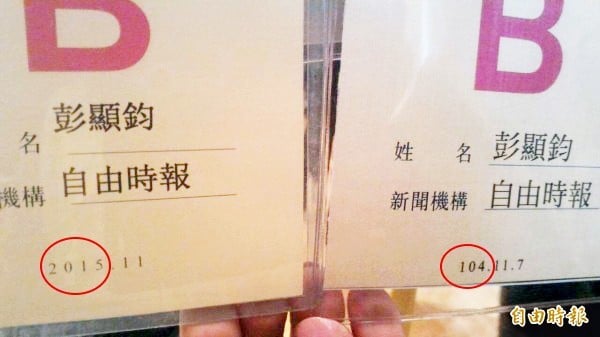 B
名 彭顯鈞
機構 自由時報
2015.11
B
姓 名 彭顯鈞
新聞機構 自由時報
104.11.7
自由時報